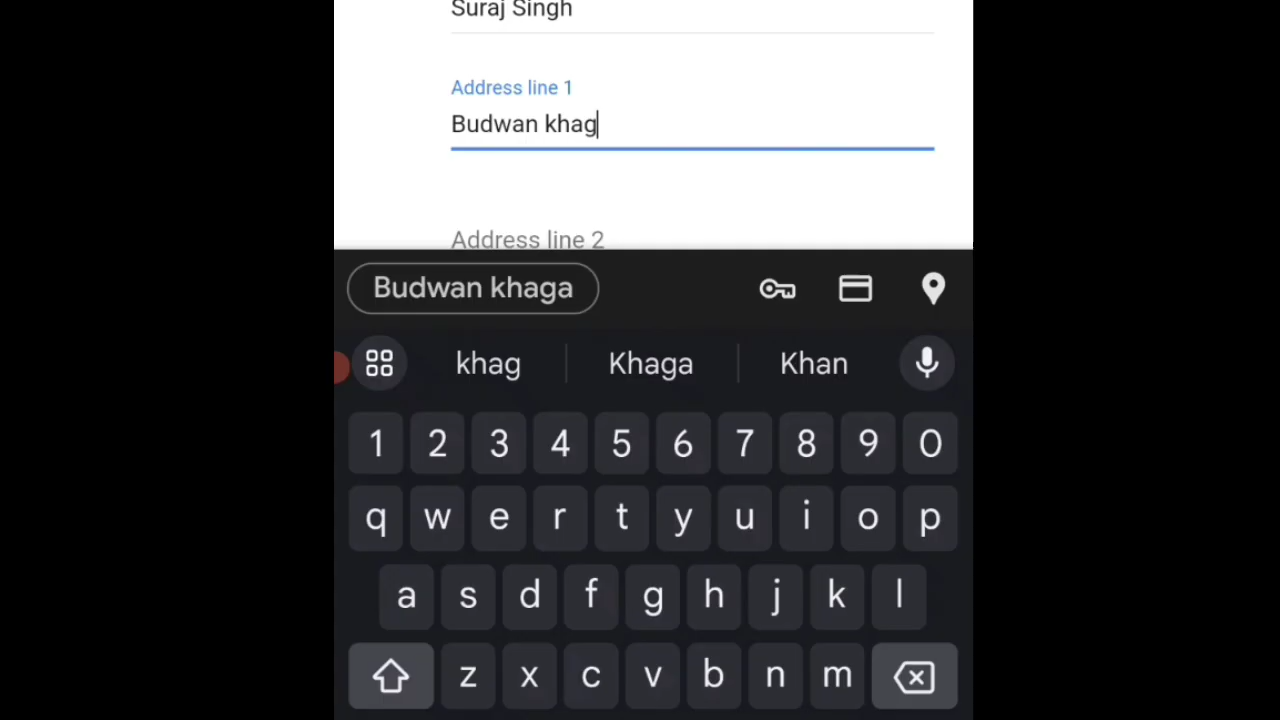 Suraj Singh
Address line 1
Budwan khag
Address line 2
Budwan khaga
khag Khaga Khan
1 2 3 4 5 6 7 8 9 0
q w e r t y u i o p
a s d f g h j k l
z x c v b n m